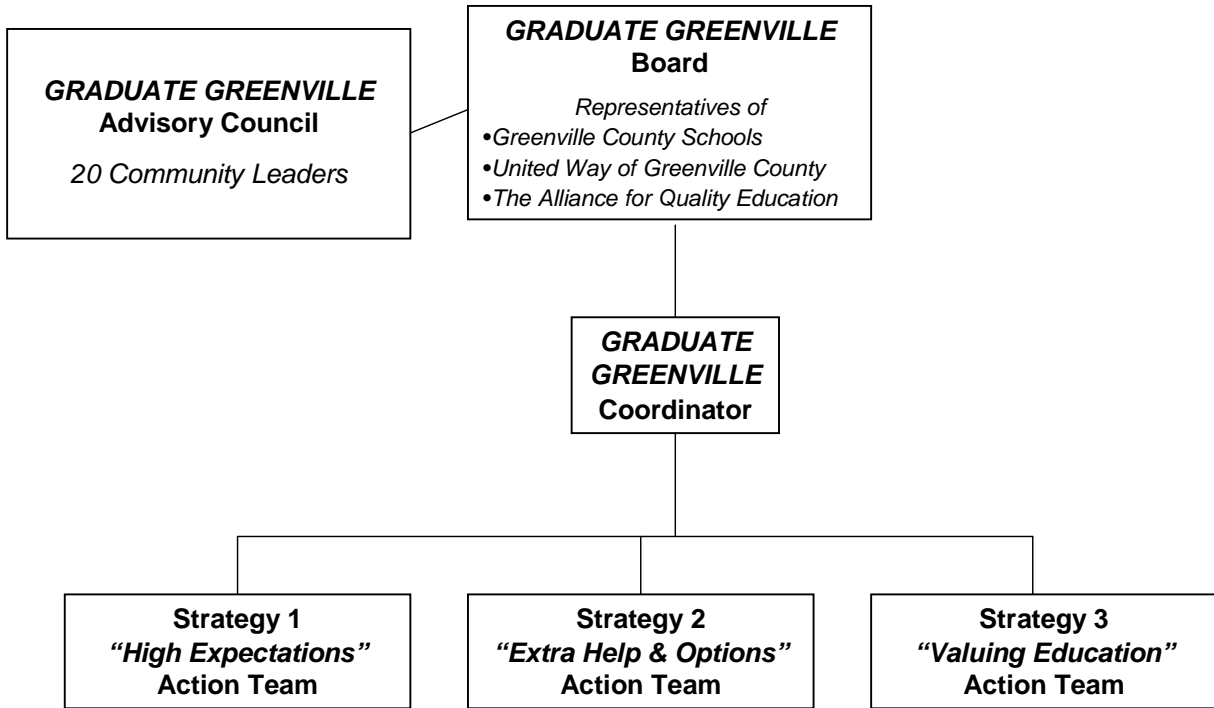 GRADUATE GREENVILLE
Advisory Council
20 Community Leaders
GRADUATE GREENVILLE
Board
Representatives of
•Greenville County Schools
•United Way of Greenville County
•The Alliance for Quality Education
GRADUATE
GREENVILLE
Coordinator
Strategy 1
“High Expectations”
Action Team
Strategy 2
“Extra Help & Options”
Action Team
Strategy 3
“Valuing Education”
Action Team